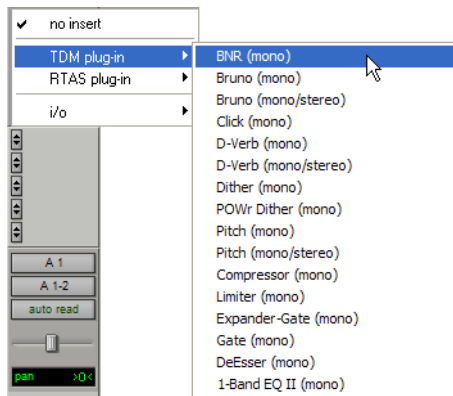 no insert
TDM plug-in
RTAS plug-in
i/o
BNR (mono)
Bruno (mono)
Bruno (mono/stereo)
Click (mono)
D-Verb (mono)
D-Verb (mono/stereo)
Dither (mono)
POWr Dither (mono)
Pitch (mono)
Pitch (mono/stereo)
Compressor (mono)
Limiter (mono)
Expander-Gate (mono)
Gate (mono)
DeEsser (mono)
1-Band EQ II (mono)
A 1
A 1-2
auto read
pan >0<